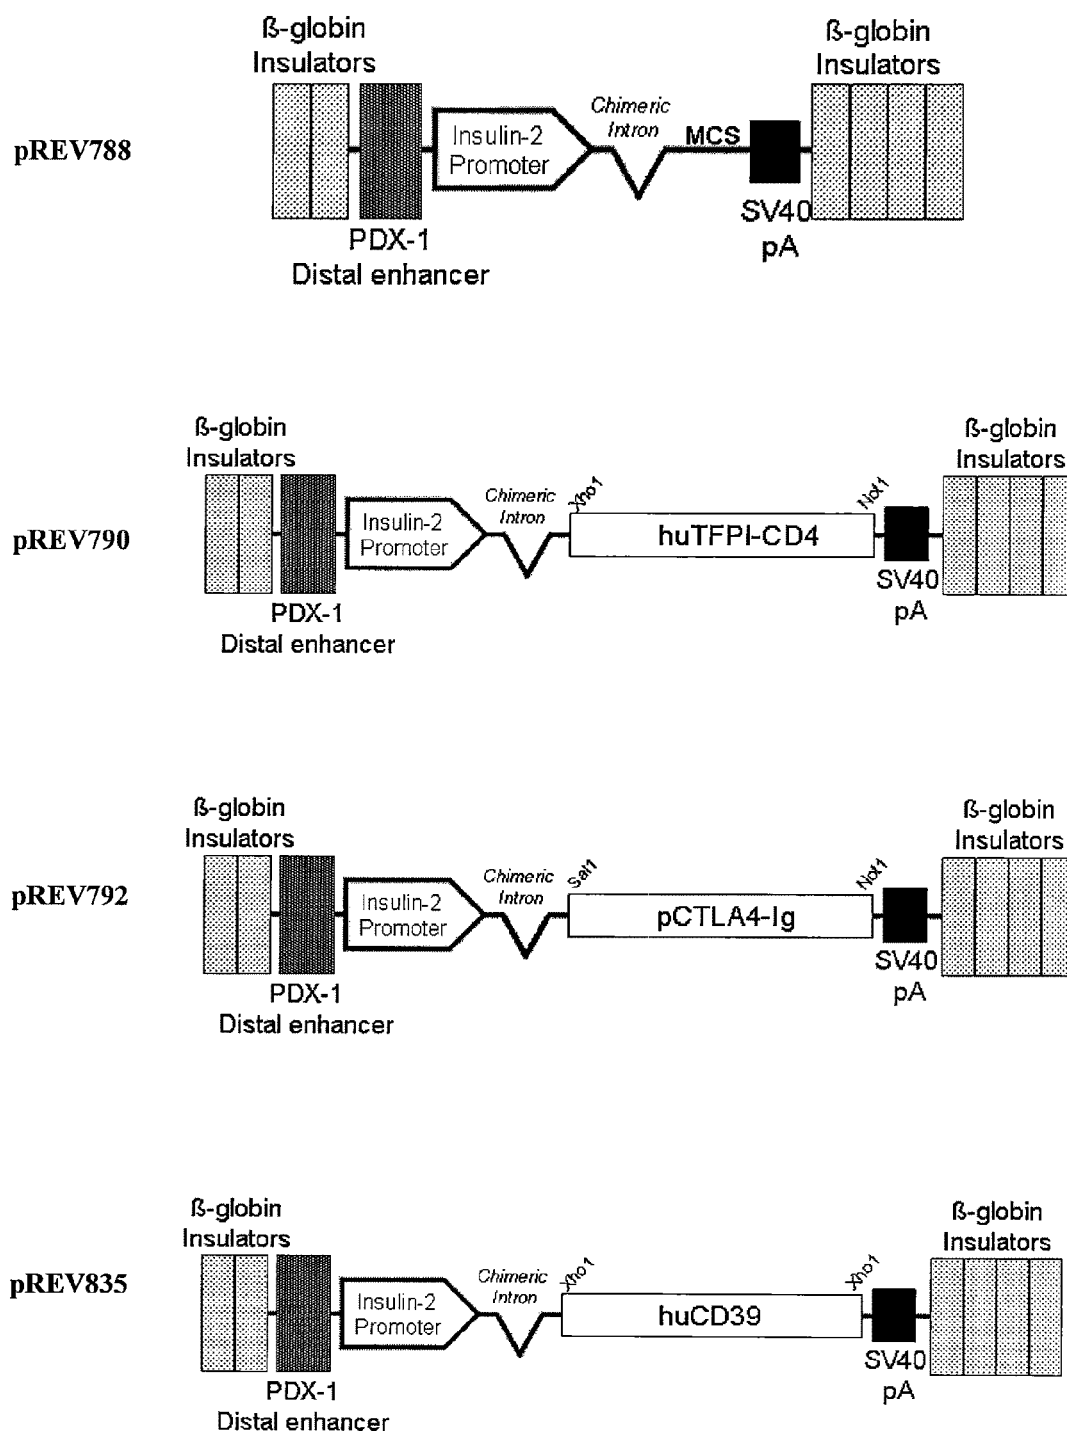 ß-globin
Insulators
ß-globin
Insulators
pREV788
Insulin-2
Promoter
Chimeric
Intron
MCS
SV40
pA
PDX-1
Distal enhancer
ß-globin
Insulators
ß-globin
Insulators
pREV790
Insulin-2
Promoter
Chimeric
Intron
Xho1
huTFPI-CD4
Not1
SV40
pA
PDX-1
Distal enhancer
ß-globin
Insulators
ß-globin
Insulators
pREV792
Insulin-2
Promoter
Chimeric
Intron
Sal1
pCTLA4-Ig
Not1
SV40
pA
PDX-1
Distal enhancer
ß-globin
Insulators
ß-globin
Insulators
pREV835
Insulin-2
Promoter
Chimeric
Intron
Xho1
huCD39
Xho1
SV40
pA
PDX-1
Distal enhancer